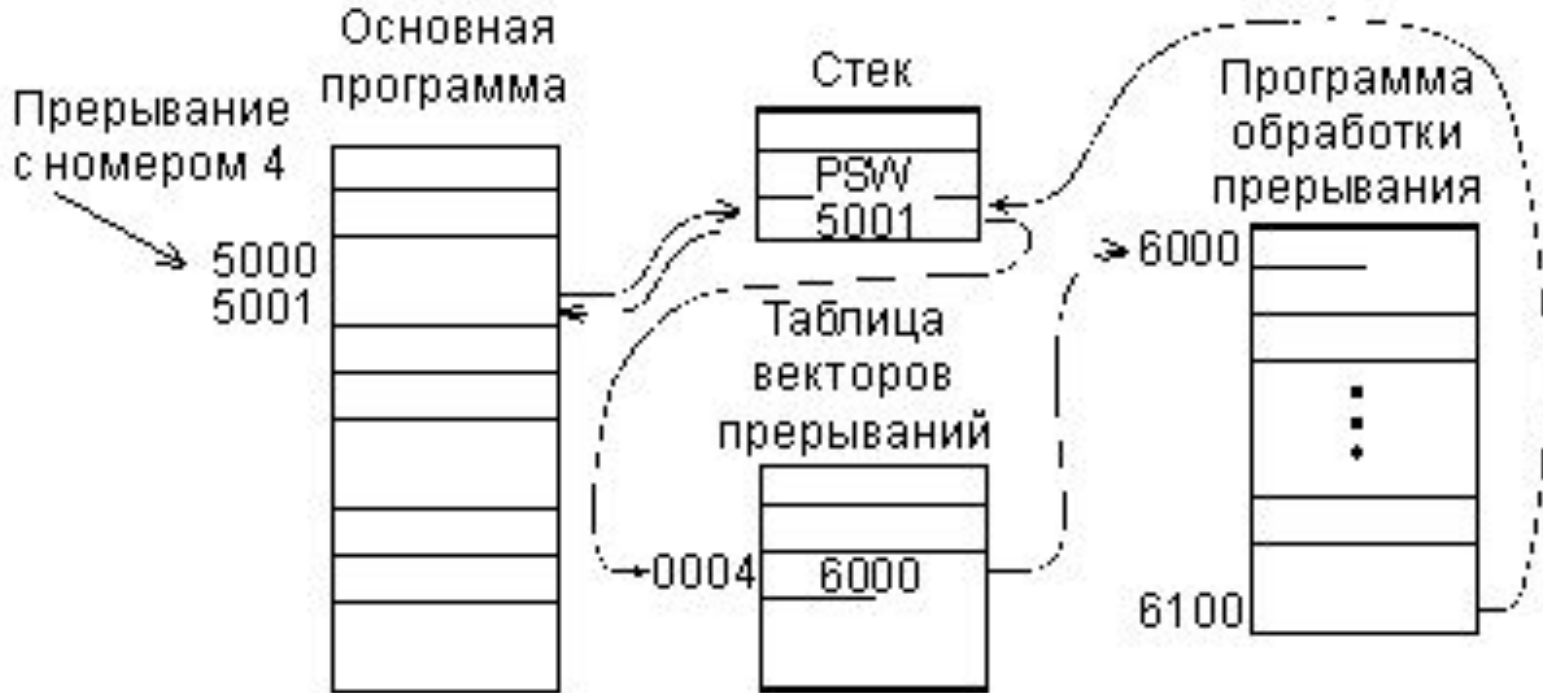 Основная
программа
Прерывание
с номером 4
5000
5001
Стек
PSW
5001
Таблица
векторов
прерываний
0004
6000
Программа
обработки
прерывания
6000
6100